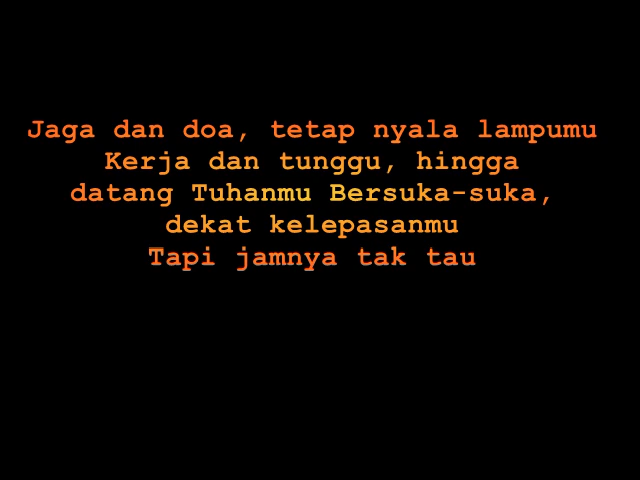 Jaga dan doa, tetap nyala lampumu
Kerja dan tunggu, hingga
datang Tuhanmu Bersuka-suka,
dekat kelepasanmu
Tapi jamnya tak tau